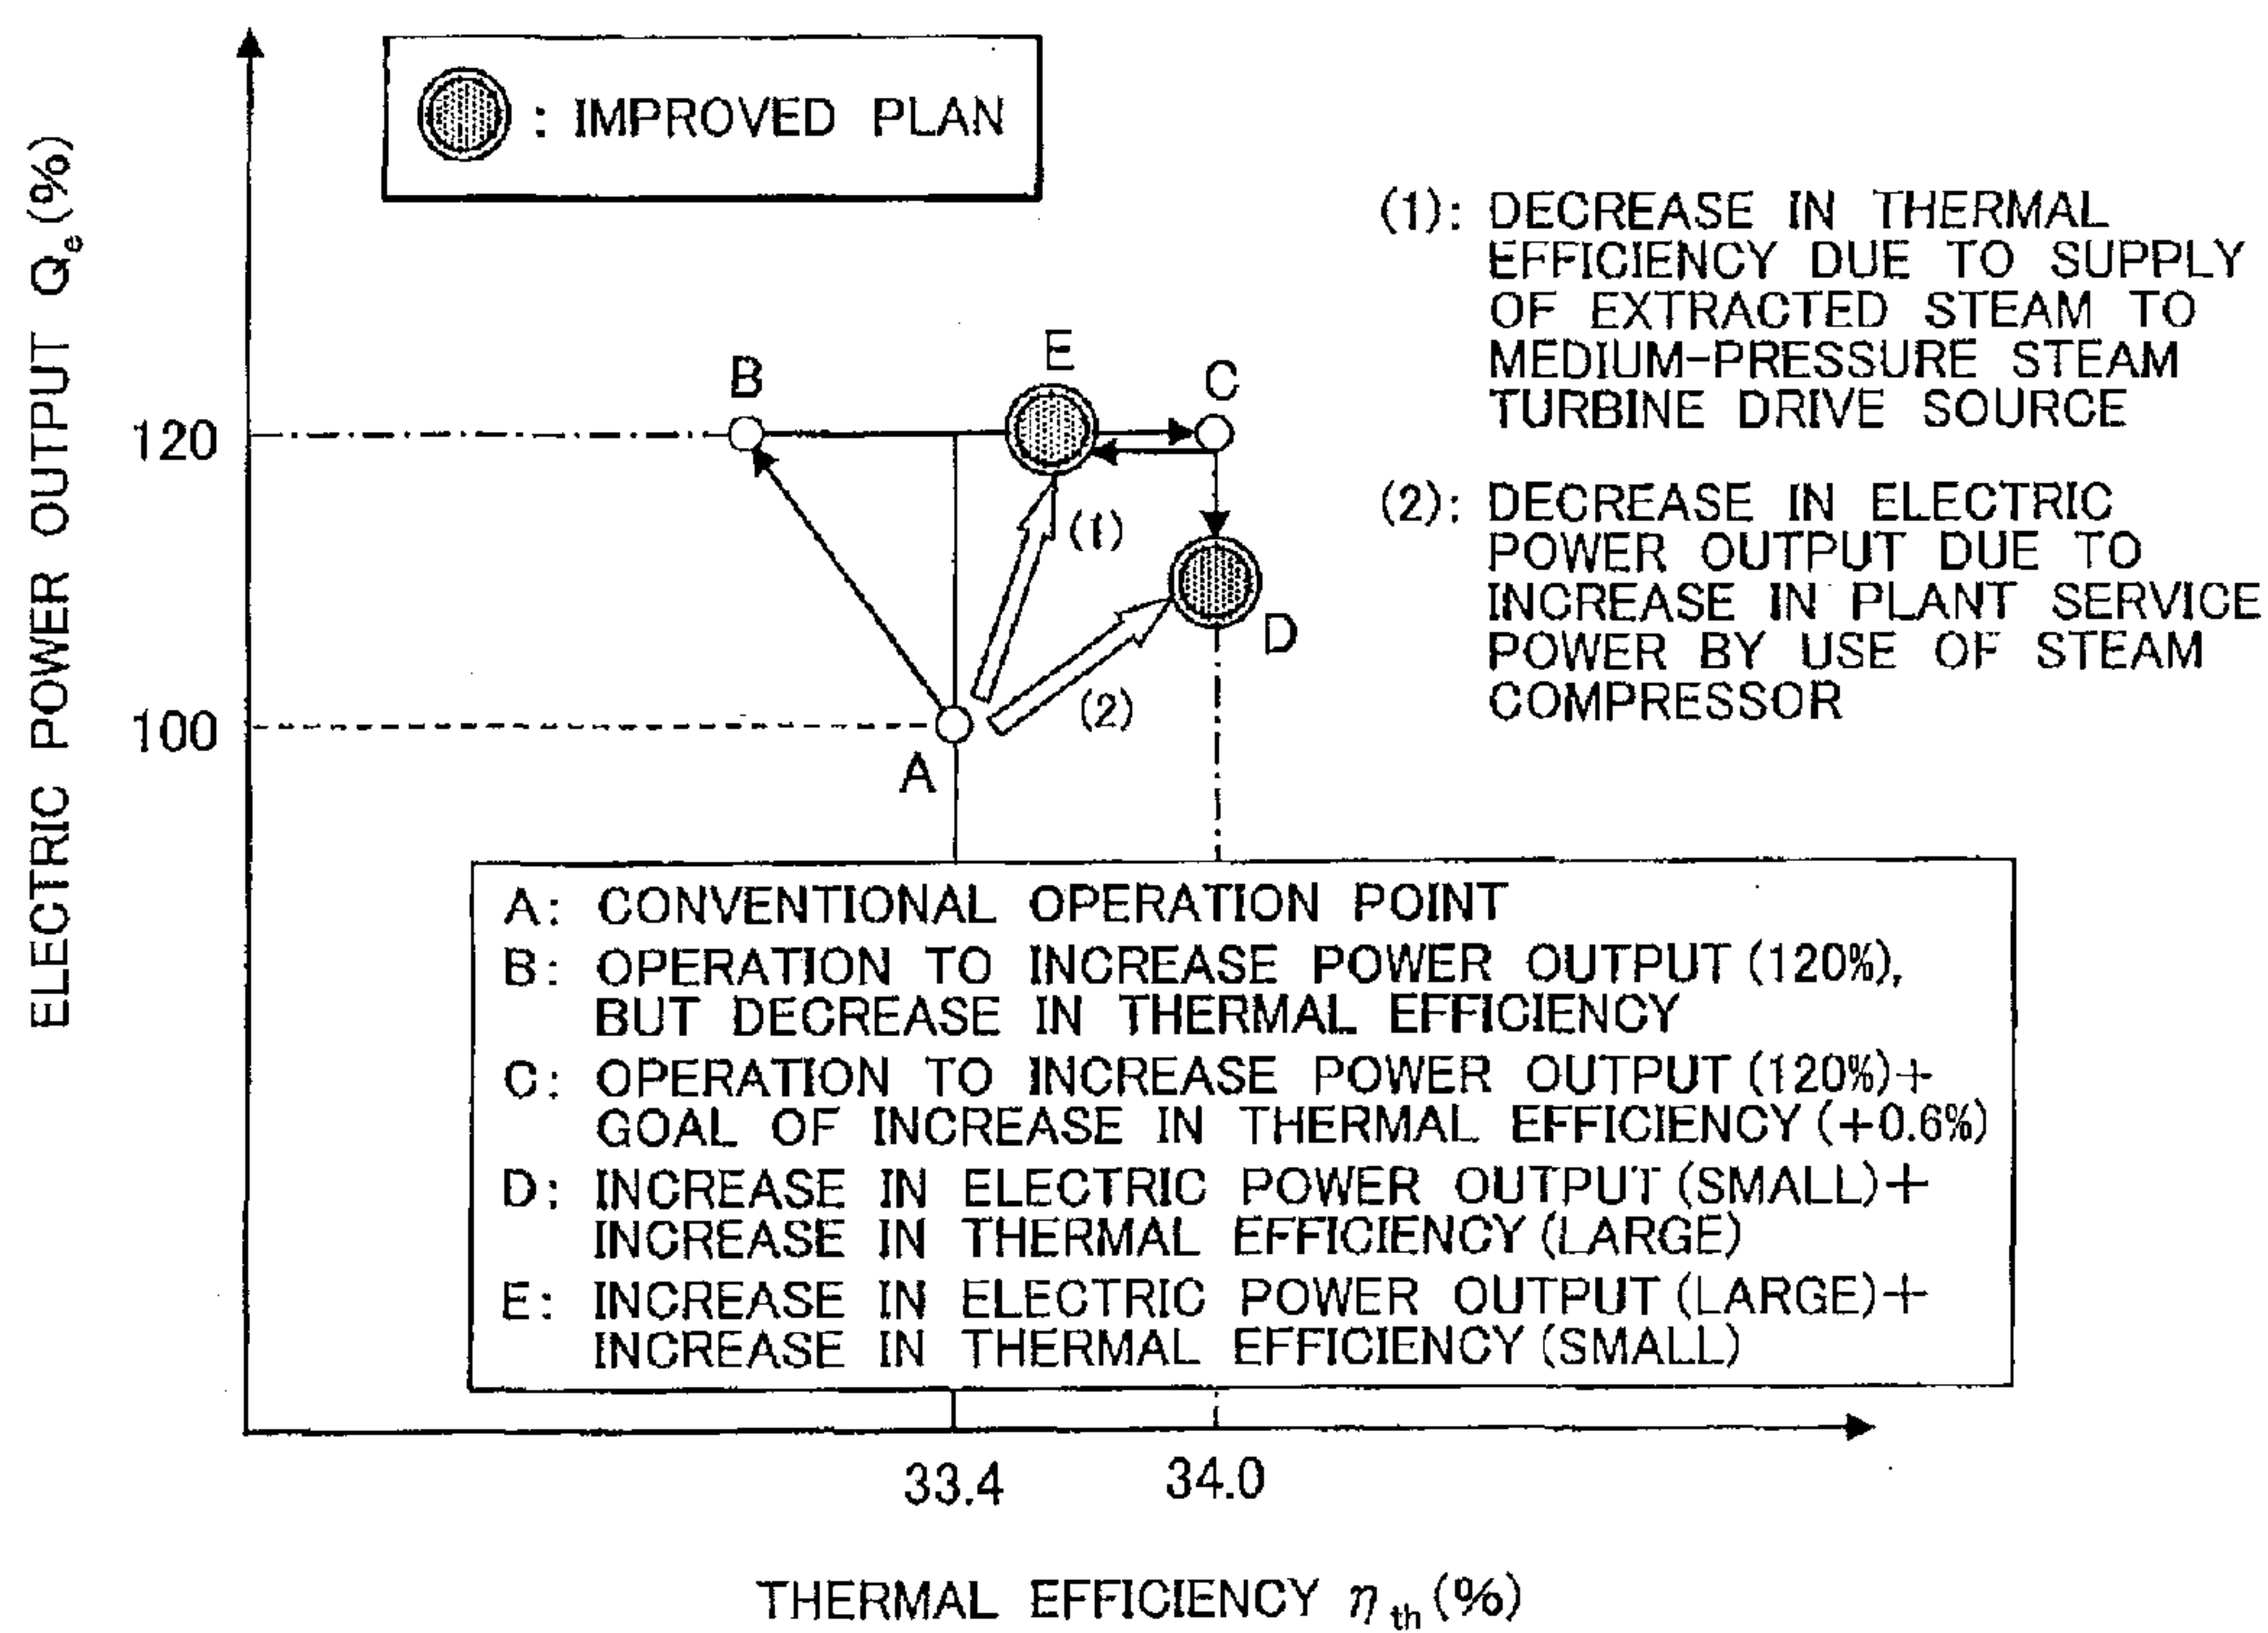 : IMPROVED PLAN
ELECTRIC POWER OUTPUT Qe (%)
120
100
B
E
C
(1)
D
(2)
A
(1): DECREASE IN THERMAL
EFFICIENCY DUE TO SUPPLY
OF EXTRACTED STEAM TO
MEDIUM-PRESSURE STEAM
TURBINE DRIVE SOURCE
(2): DECREASE IN ELECTRIC
POWER OUTPUT DUE TO
INCREASE IN PLANT SERVICE
POWER BY USE OF STEAM
COMPRESSOR
A: CONVENTIONAL OPERATION POINT
B: OPERATION TO INCREASE POWER OUTPUT (120%),
BUT DECREASE IN THERMAL EFFICIENCY
C: OPERATION TO INCREASE POWER OUTPUT (120%)+
GOAL OF INCREASE IN THERMAL EFFICIENCY (+0.6%)
D: INCREASE IN ELECTRIC POWER OUTPUT (SMALL)+
INCREASE IN THERMAL EFFICIENCY (LARGE)
E: INCREASE IN ELECTRIC POWER OUTPUT (LARGE)+
INCREASE IN THERMAL EFFICIENCY (SMALL)
33.4
34.0
THERMAL EFFICIENCY ηth (%)